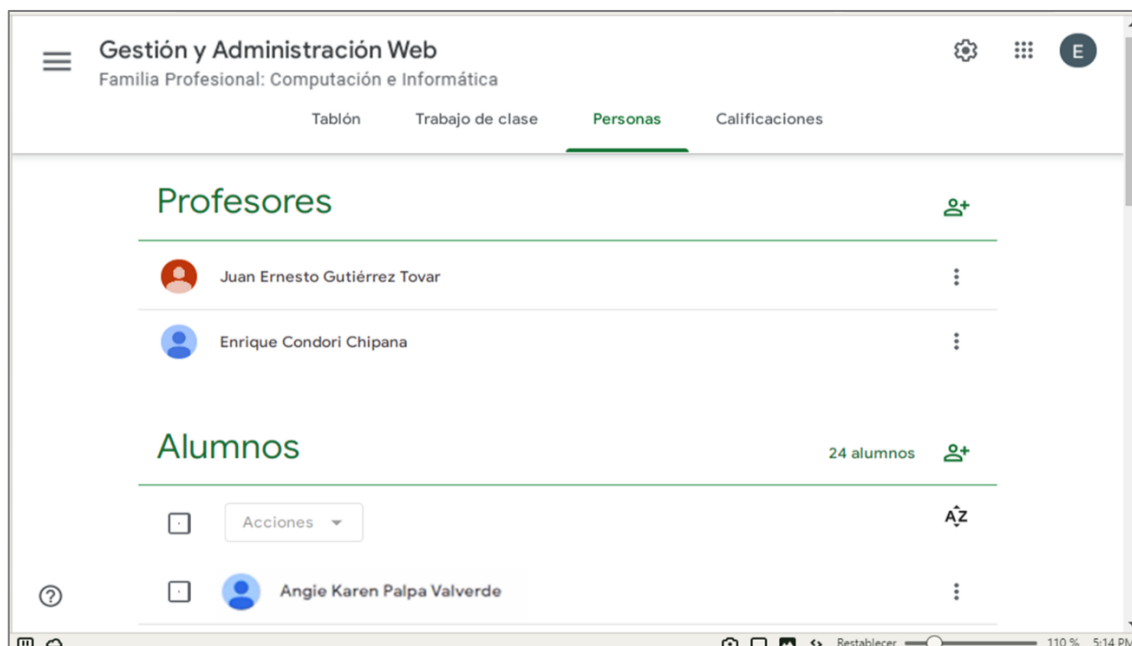 Gestión y Administración Web
E
Familia Profesional: Computación e Informática
Tablón Trabajo de clase Personas Calificaciones
Profesores
Juan Ernesto Gutiérrez Tovar
Enrique Condori Chipana
Alumnos
24 alumnos
Acciones
AZ
Angie Karen Palpa Valverde
Restablecer 110 % 5:14 PM